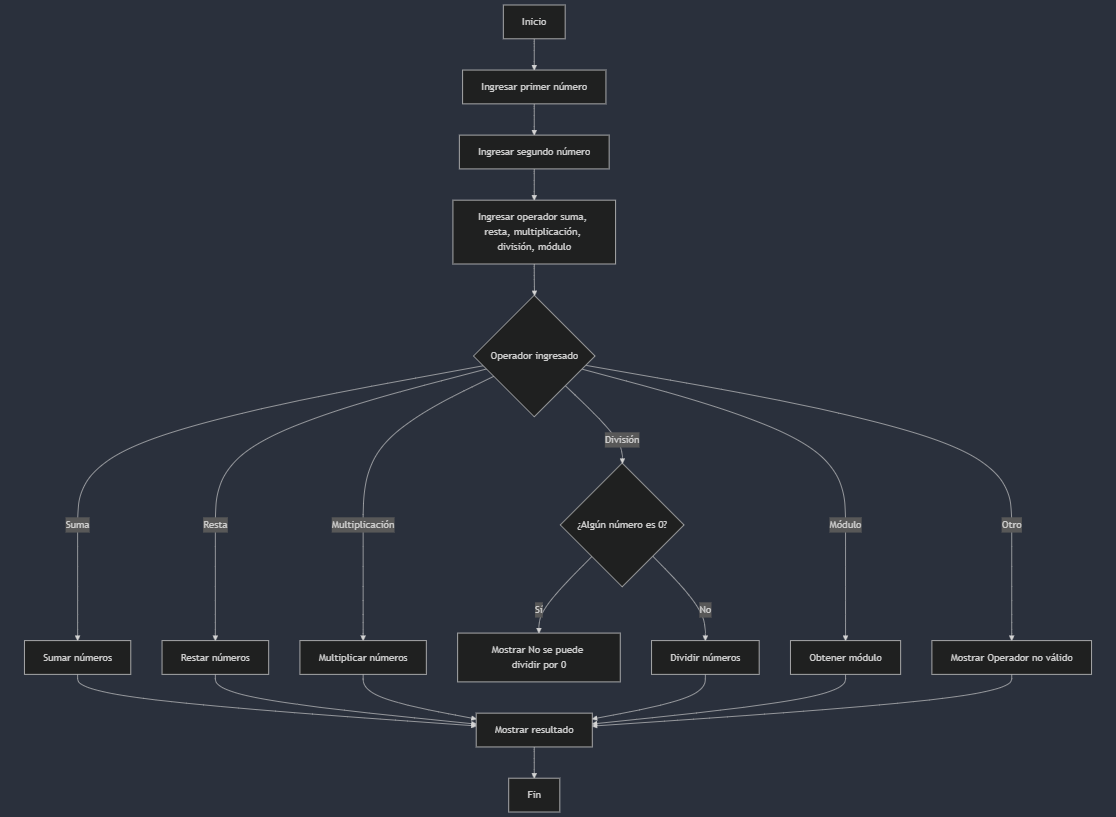 Inicio
Ingresar primer número
Ingresar segundo número
Ingresar operador suma,
resta, multiplicación,
división, módulo
Operador ingresado
División
Suma
Resta
Multiplicación
¿Algún número es 0?
Módulo
Otro
Sí
No
Sumar números
Restar números
Multiplicar números
Mostrar No se puede
dividir por 0
Dividir números
Obtener módulo
Mostrar Operador no válido
Mostrar resultado
Fin